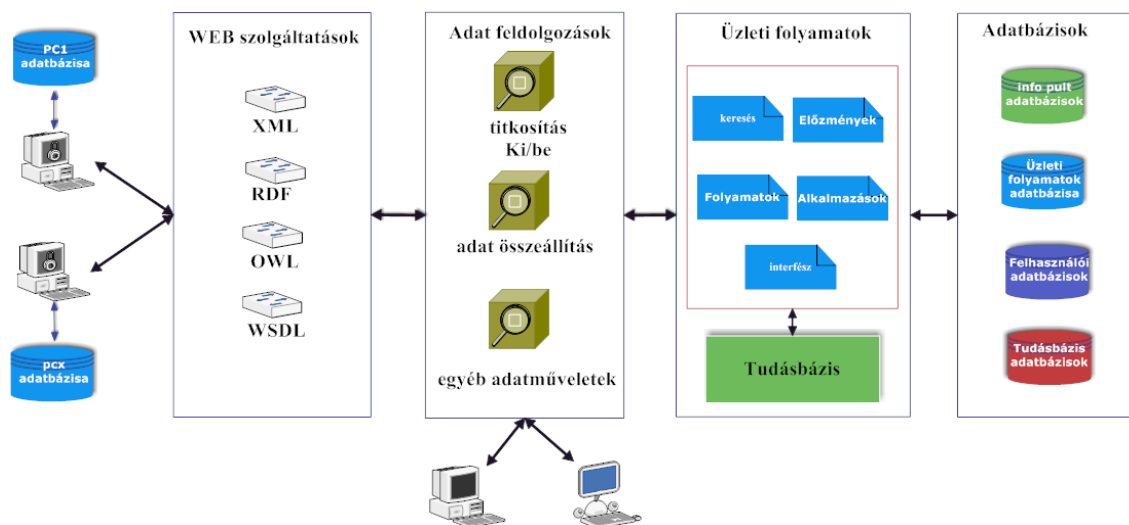 PC1
adatbázisa
pcx
adatbázisa
WEB szolgáltatások
XML
RDF
OWL
WSDL
Adat feldolgozások
titkosítás
Ki/be
adat összeállítás
egyéb adatműveletek
Üzleti folyamatok
keresés
Előzmények
Folyamatok
Alkalmazások
interfész
Tudásbázis
Adatbázisok
info pult
adatbázisok
Üzleti
folyamatok
adatbázisa
Felhasználói
adatbázisok
Tudásbázis
adatbázisok